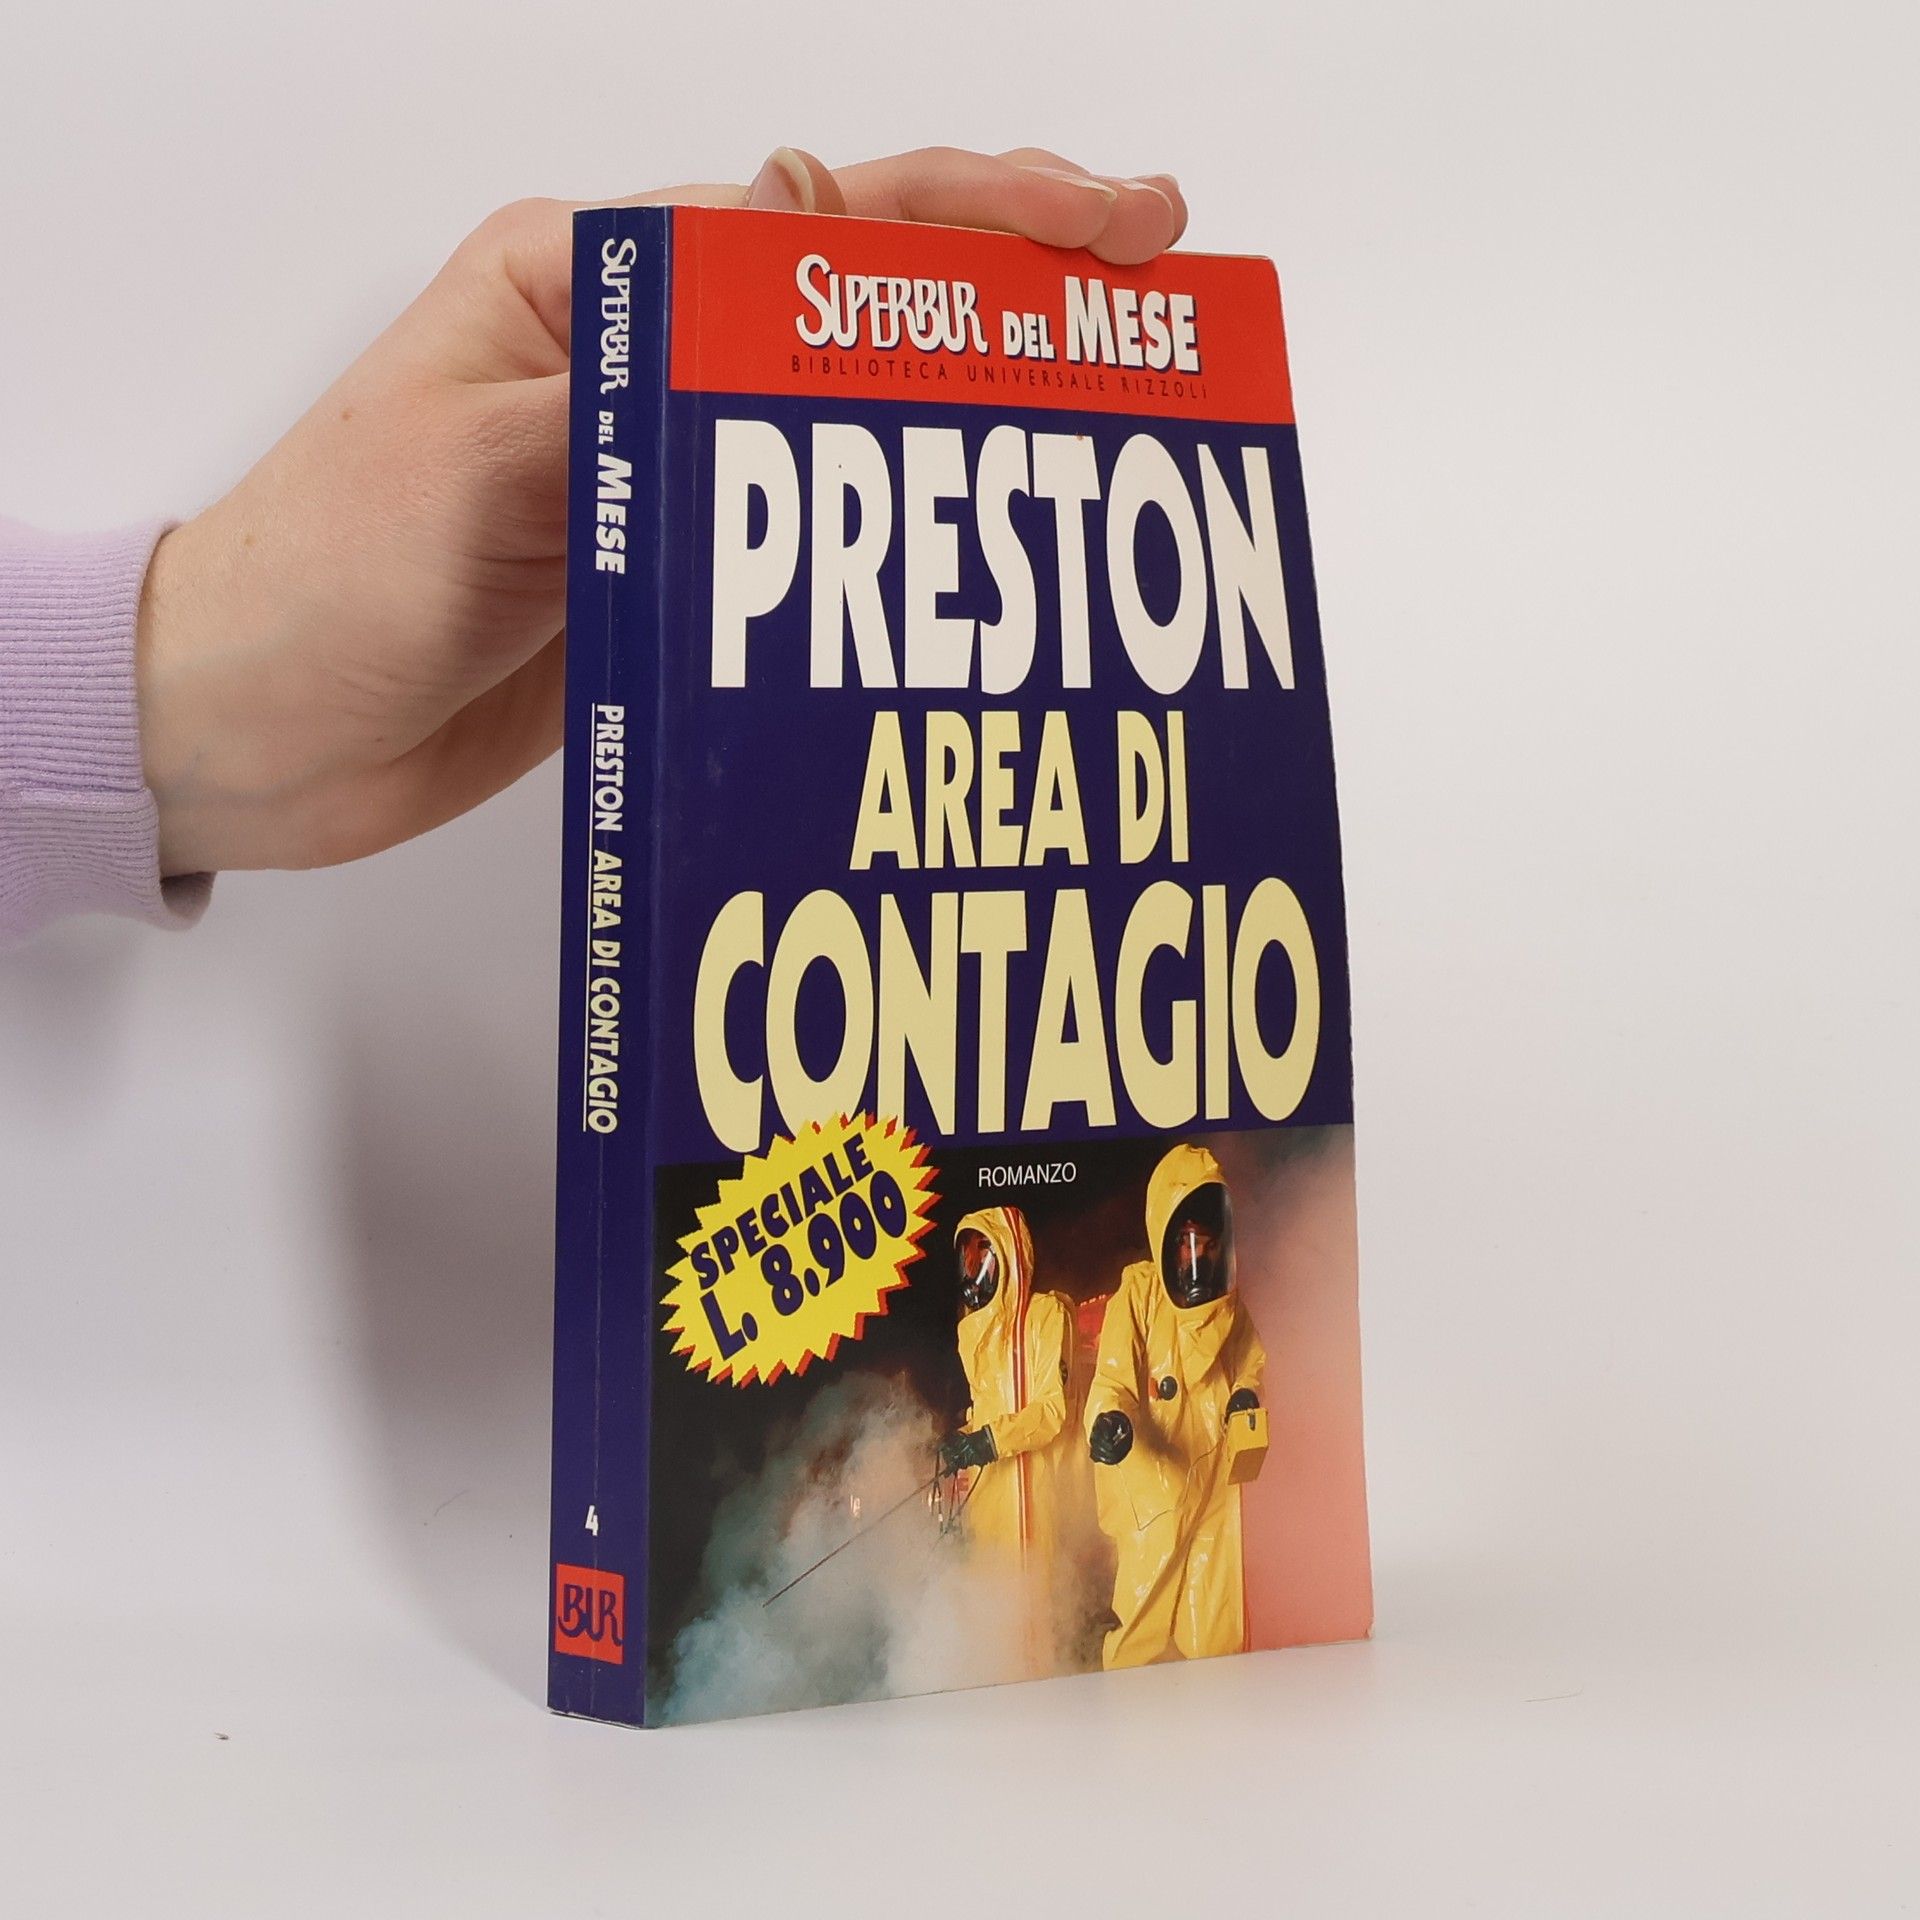 SUPERBUR DEL MESE
BIBLIOTECA UNIVERSALE RIZZOLI
PRESTON
AREA DI
CONTAGIO
ROMANZO
SPECIALE
L. 8.900
SUPERBUR DEL MESE
PRESTON AREA DI CONTAGIO
4
BUR